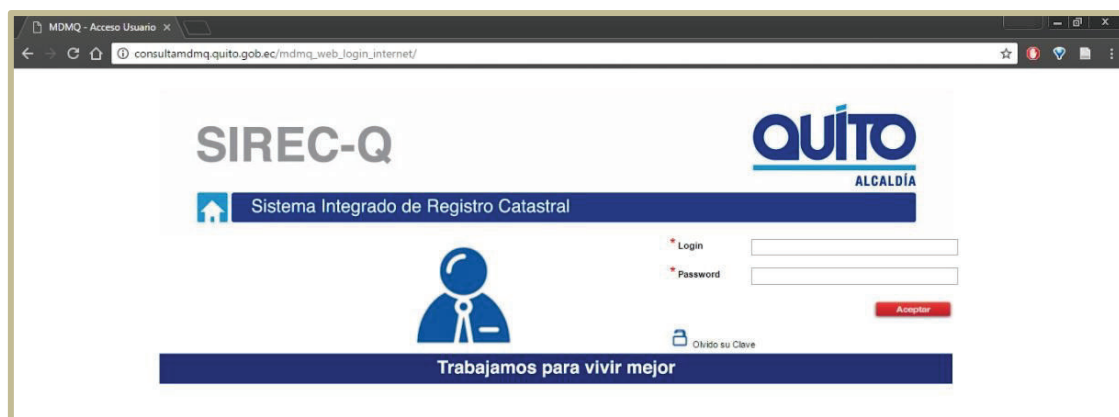 MDMQ - Acceso Usuario
consultamdmq.quito.gob.ec/mdmq_web_login_internet/
SIREC-Q
QUITO
ALCALDÍA
Sistema Integrado de Registro Catastral
* Login
* Password
Aceptar
Olvido su Clave
Trabajamos para vivir mejor